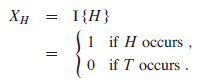 X_H = I{H}
= { 1 if H occurs ,
0 if T occurs .